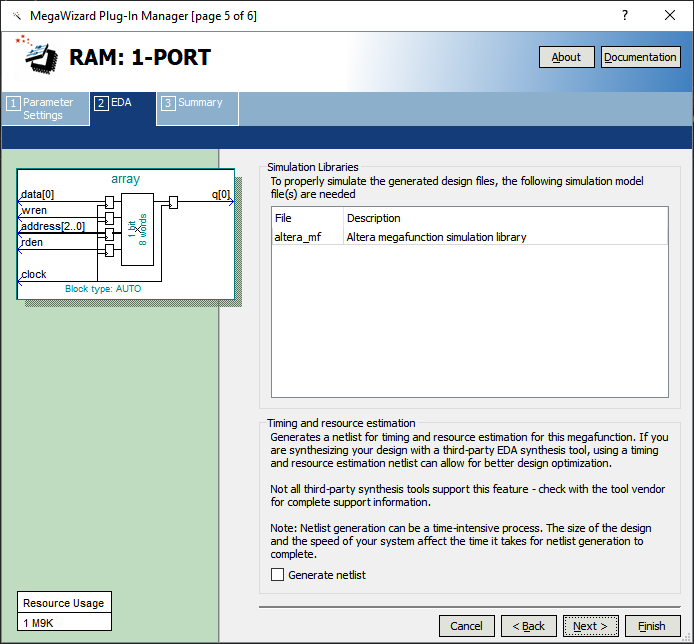 MegaWizard Plug-In Manager [page 5 of 6]
RAM: 1-PORT
About
Documentation
1 Parameter
Settings
2 EDA
3 Summary
array
data[0]
q[0]
wren
address[2..0]
rden
1 bit
8 words
clock
Block type: AUTO
Simulation Libraries
To properly simulate the generated design files, the following simulation model
file(s) are needed
File Description
altera_mf Altera megafunction simulation library
Timing and resource estimation
Generates a netlist for timing and resource estimation for this megafunction. If you
are synthesizing your design with a third-party EDA synthesis tool, using a timing
and resource estimation netlist can allow for better design optimization.
Not all third-party synthesis tools support this feature - check with the tool vendor
for complete support information.
Note: Netlist generation can be a time-intensive process. The size of the design
and the speed of your system affect the time it takes for netlist generation to
complete.
Generate netlist
Resource Usage
1 M9K
Cancel
< Back
Next >
Finish